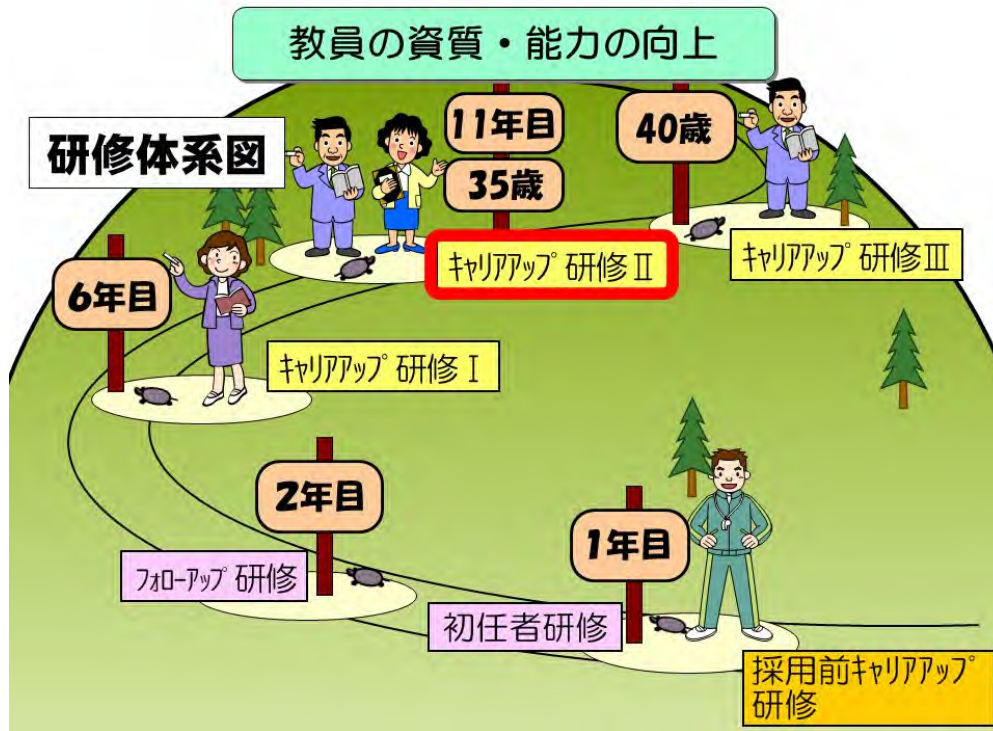 教員の資質・能力の向上
研修体系図
11年目
35歳
40歳
キャリアアップ 研修Ⅱ
キャリアアップ 研修Ⅲ
6年目
キャリアアップ 研修Ⅰ
2年目
フォローアップ 研修
1年目
初任者研修
採用前キャリアアップ
研修